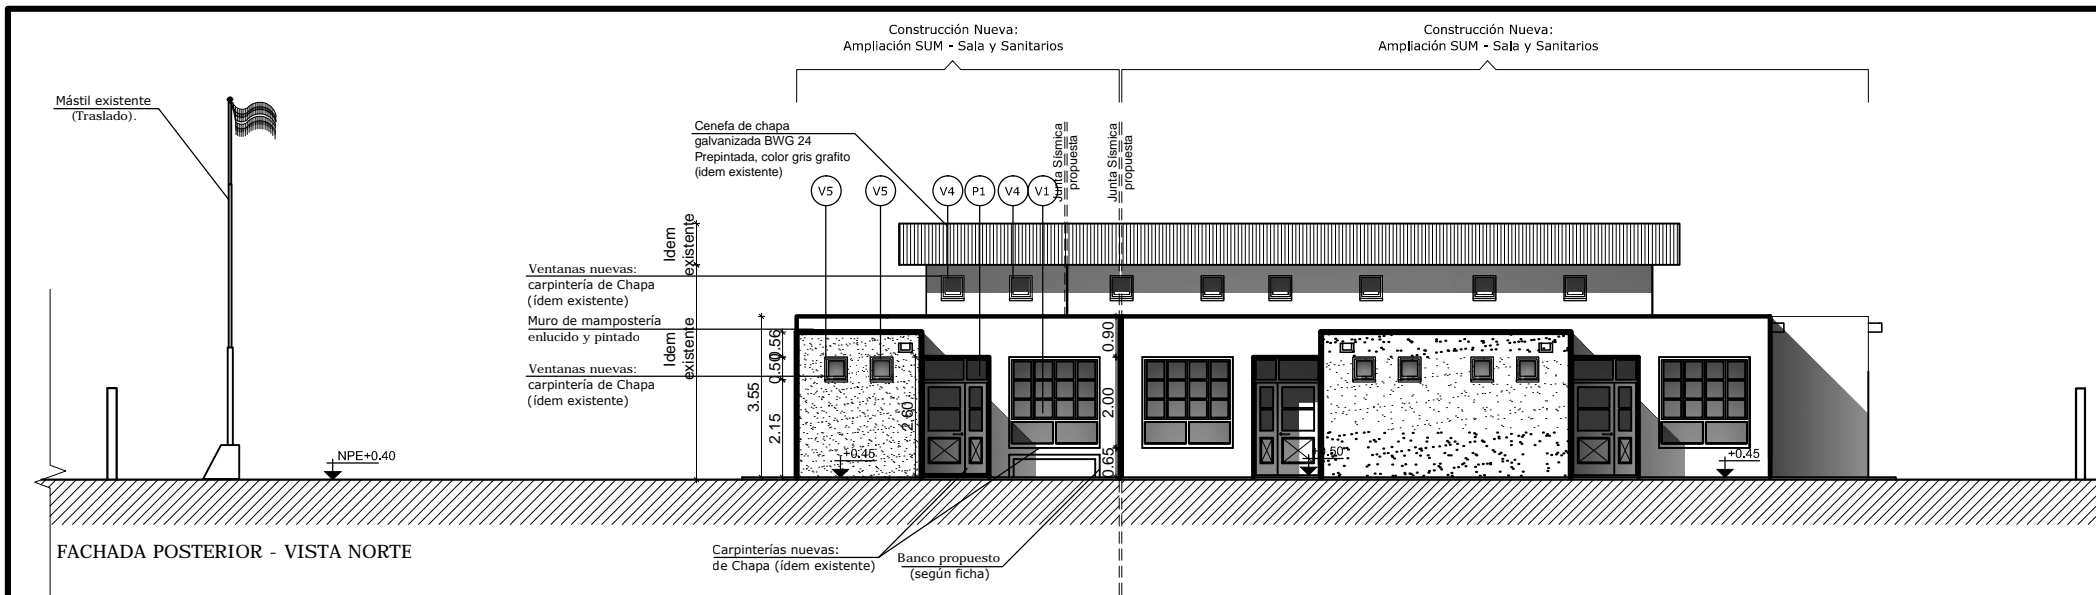 Construcción Nueva:
Ampliación SUM - Sala y Sanitarios
Construcción Nueva:
Ampliación SUM - Sala y Sanitarios
Mástil existente
(Traslado).
Cenefa de chapa
galvanizada BWG 24
Prepintada, color gris grafito
(idem existente)
Junta Sísmica
propuesta
Junta Sísmica
propuesta
V5
V5
V4
P1
V4
V1
Idem
existente
Ventanas nuevas:
carpintería de Chapa
(ídem existente)
Muro de mampostería
enlucido y pintado
Idem
existente
Ventanas nuevas:
carpintería de Chapa
(ídem existente)
3.55
0.56
0.50
2.15
2.60
0.90
2.00
0.65
NPE+0.40
+0.45
+0.50
+0.45
FACHADA POSTERIOR - VISTA NORTE
Carpinterías nuevas:
de Chapa (ídem existente)
Banco propuesto
(según ficha)